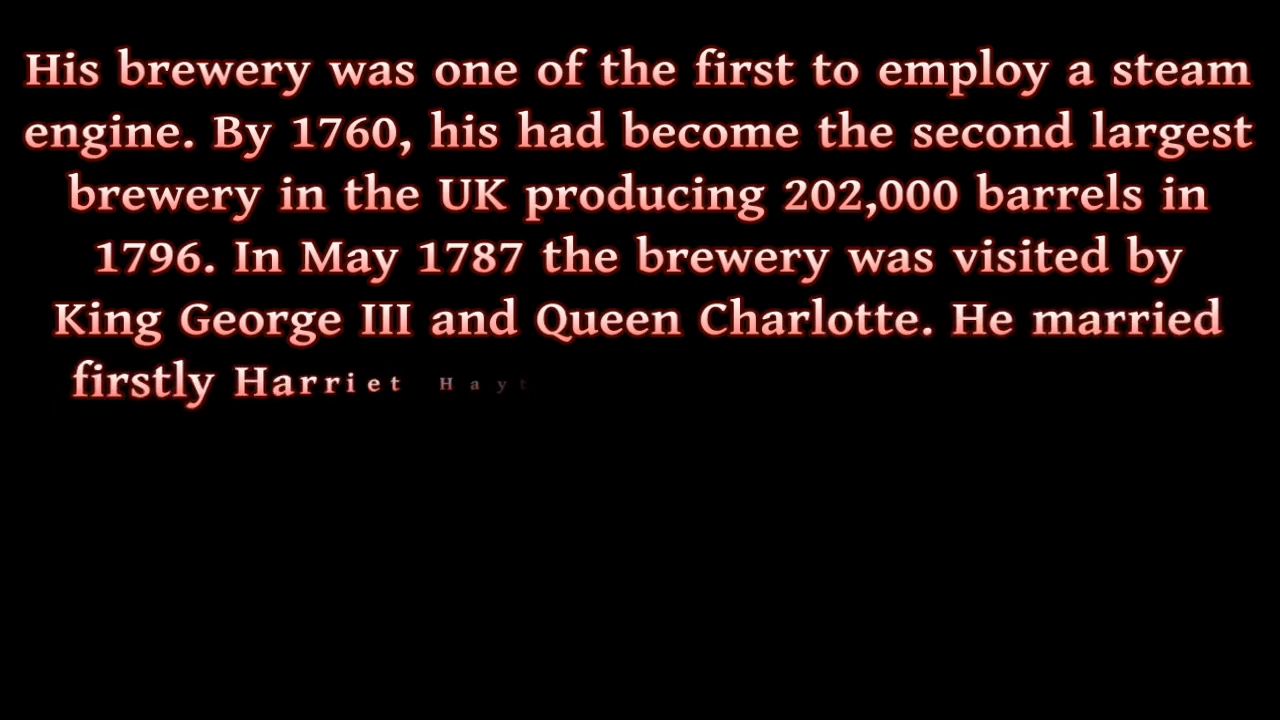 His brewery was one of the first to employ a steam
engine. By 1760, his had become the second largest
brewery in the UK producing 202,000 barrels in
1796. In May 1787 the brewery was visited by
King George III and Queen Charlotte. He married
firstly Harriet